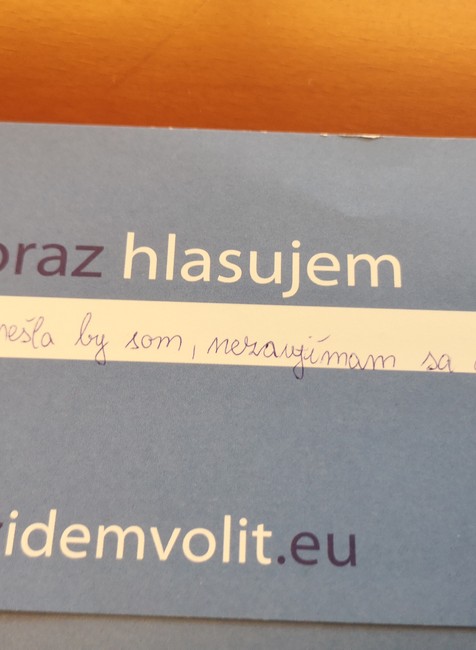 oraz hlasujem
nešla by som, nezaujímam sa
idemvolit.eu